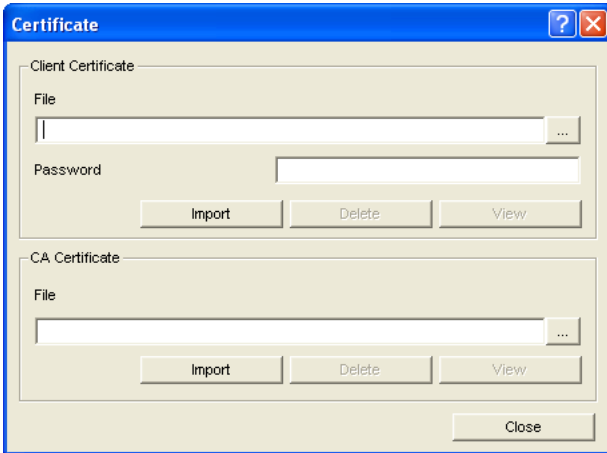 Certificate
Client Certificate
File
...
Password
Import Delete View
CA Certificate
File
...
Import Delete View
Close